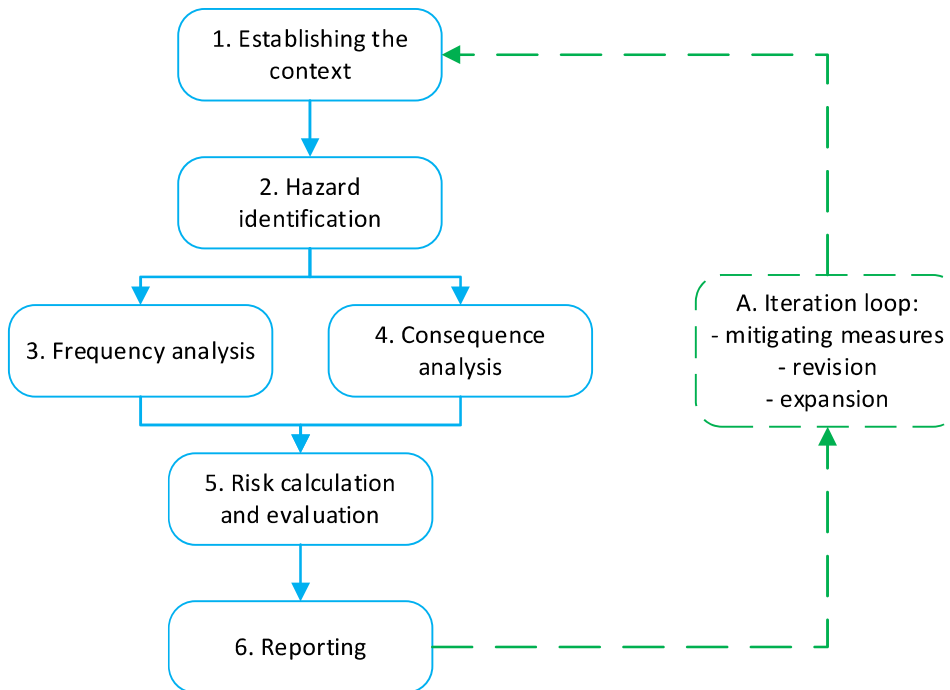 1. Establishing the
context
2. Hazard
identification
3. Frequency analysis
4. Consequence
analysis
A. Iteration loop:
- mitigating measures
- revision
- expansion
5. Risk calculation
and evaluation
6. Reporting